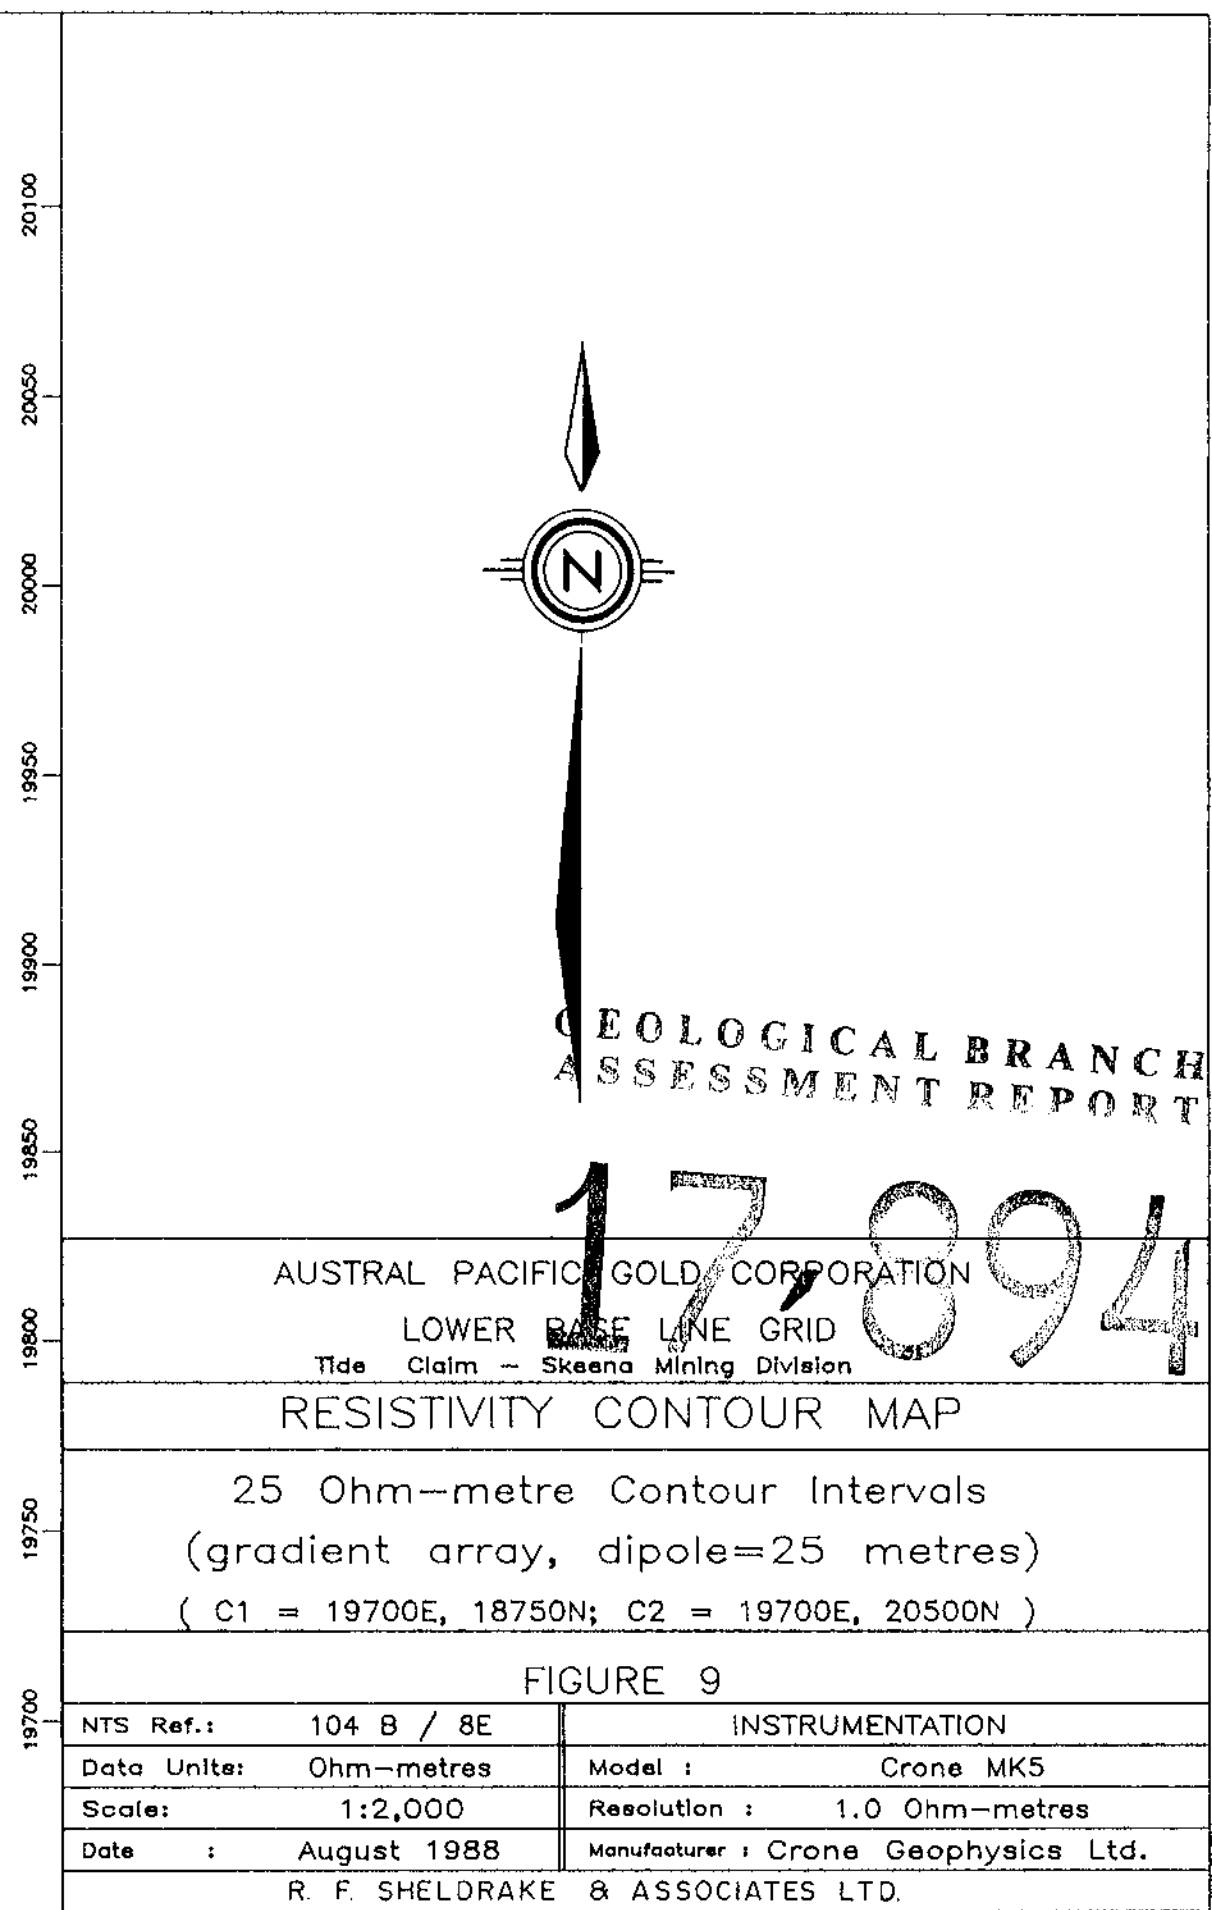 20100
20050
20000
19950
19900
19850
19800
19750
19700
N
GEOLOGICAL BRANCH
ASSESSMENT REPORT
17,894
AUSTRAL PACIFIC GOLD CORPORATION
LOWER BASE LINE GRID
Tide Claim - Skeena Mining Division
RESISTIVITY CONTOUR MAP
25 Ohm-metre Contour Intervals
(gradient array, dipole=25 metres)
( C1 = 19700E, 18750N; C2 = 19700E, 20500N )
FIGURE 9
NTS Ref.: 104 B / 8E
INSTRUMENTATION
Data Units: Ohm-metres
Model : Crone MK5
Scale: 1:2,000
Resolution : 1.0 Ohm-metres
Date : August 1988
Manufacturer : Crone Geophysics Ltd.
R. F. SHELDRAKE & ASSOCIATES LTD.